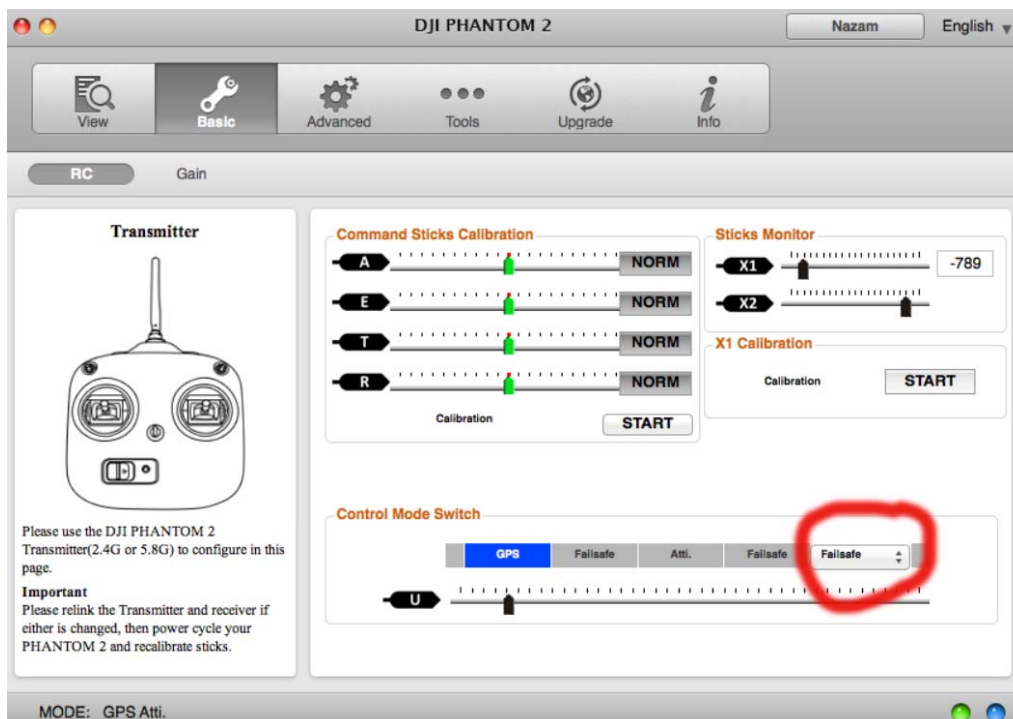 DJI PHANTOM 2
Nazam
English
View
Basic
Advanced
Tools
Upgrade
Info
RC
Gain
Transmitter
Please use the DJI PHANTOM 2
Transmitter(2.4G or 5.8G) to configure in this
page.
Important
Please relink the Transmitter and receiver if
either is changed, then power cycle your
PHANTOM 2 and recalibrate sticks.
Command Sticks Calibration
A NORM
E NORM
T NORM
R NORM
Calibration START
Sticks Monitor
X1 -789
X2
X1 Calibration
Calibration START
Control Mode Switch
GPS Failsafe Atti. Failsafe Failsafe
U
MODE: GPS Atti.